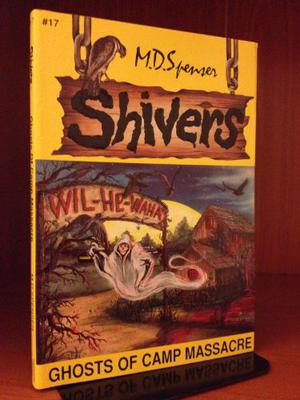 #17
M.D.Spenser
Shivers
WIL-HE-WAHA
GHOSTS OF CAMP MASSACRE